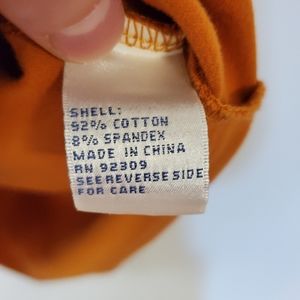 SHELL:
92% COTTON
8% SPANDEX
MADE IN CHINA
RN 92309
SEE REVERSE SIDE
FOR CARE